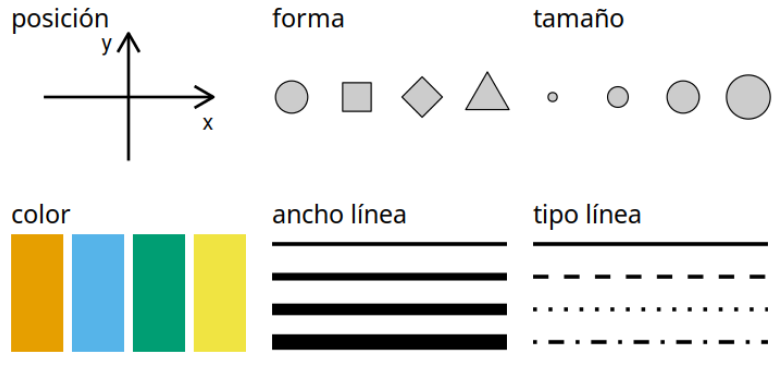 posición
forma
tamaño
y
x
color
ancho línea
tipo línea